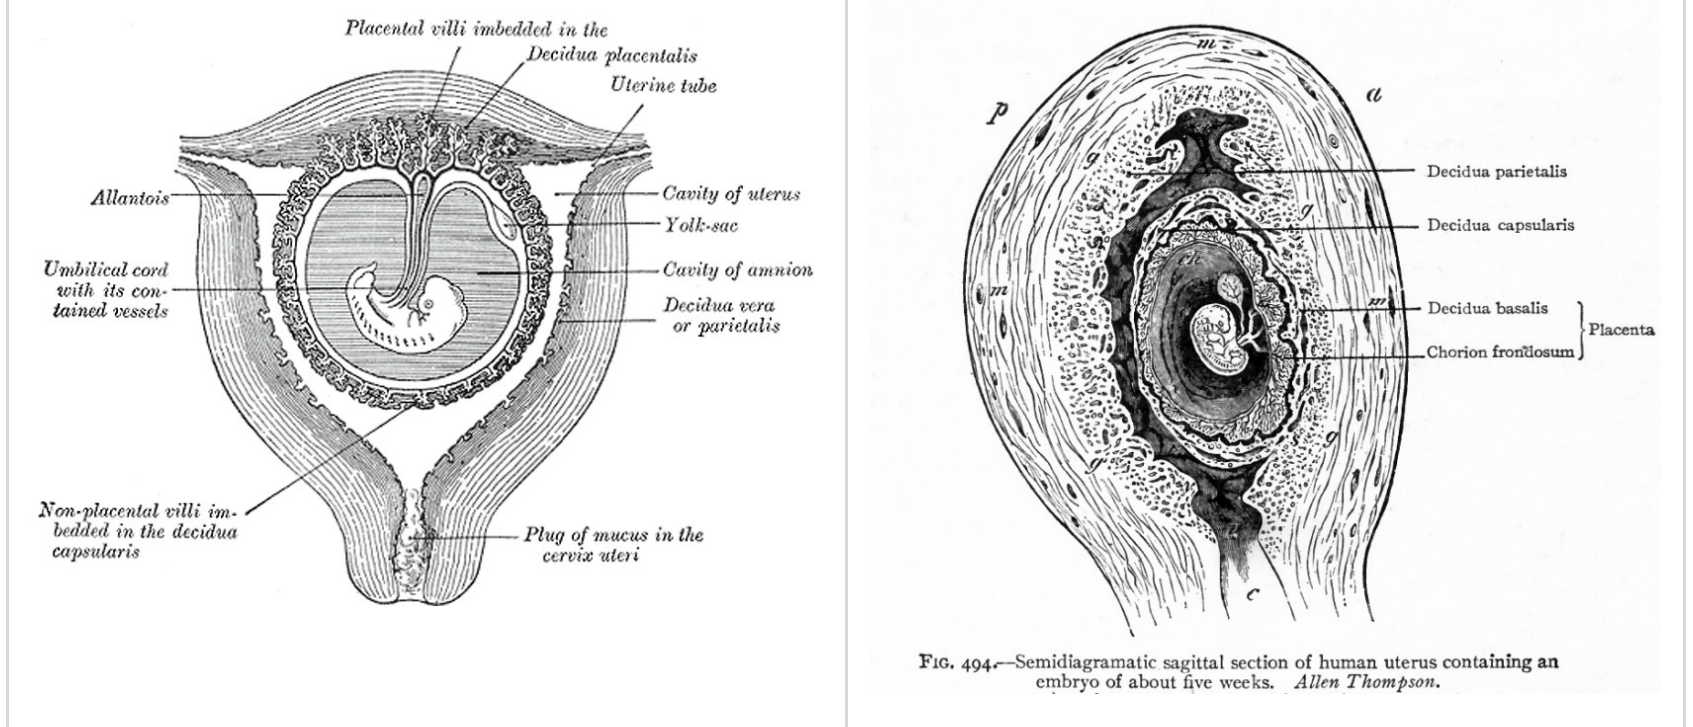 Placental villi imbedded in the
Decidua placentalis
Uterine tube
Allantois
Cavity of uterus
Yolk-sac
Umbilical cord
with its con-
tained vessels
Cavity of amnion
Decidua vera
or parietalis
Non-placental villi im-
bedded in the decidua
capsularis
Plug of mucus in the
cervix uteri
m
p
a
g
Decidua parietalis
g
Decidua capsularis
ch
m
m
Decidua basalis
Placenta
Chorion frondosum
g
g
c
FIG. 494.—Semidiagramatic sagittal section of human uterus containing an
embryo of about five weeks. Allen Thompson.